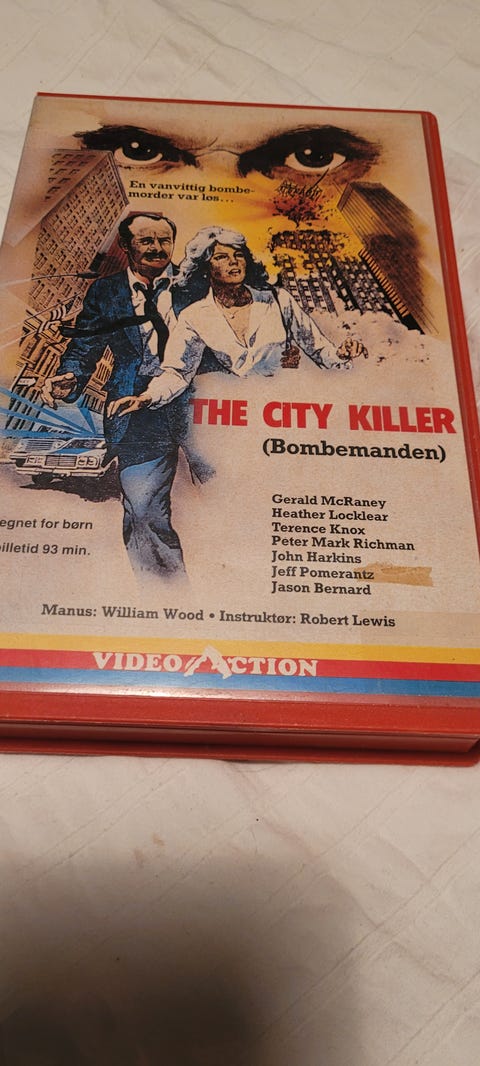 En vanvittig bombe-
morder var løs...
THE CITY KILLER
(Bombemanden)
Gerald McRaney
Heather Locklear
Terence Knox
Peter Mark Richman
John Harkins
Jeff Pomerantz
Jason Bernard
egnet for børn
pilletid 93 min.
Manus: William Wood • Instruktør: Robert Lewis
VIDEO ACTION